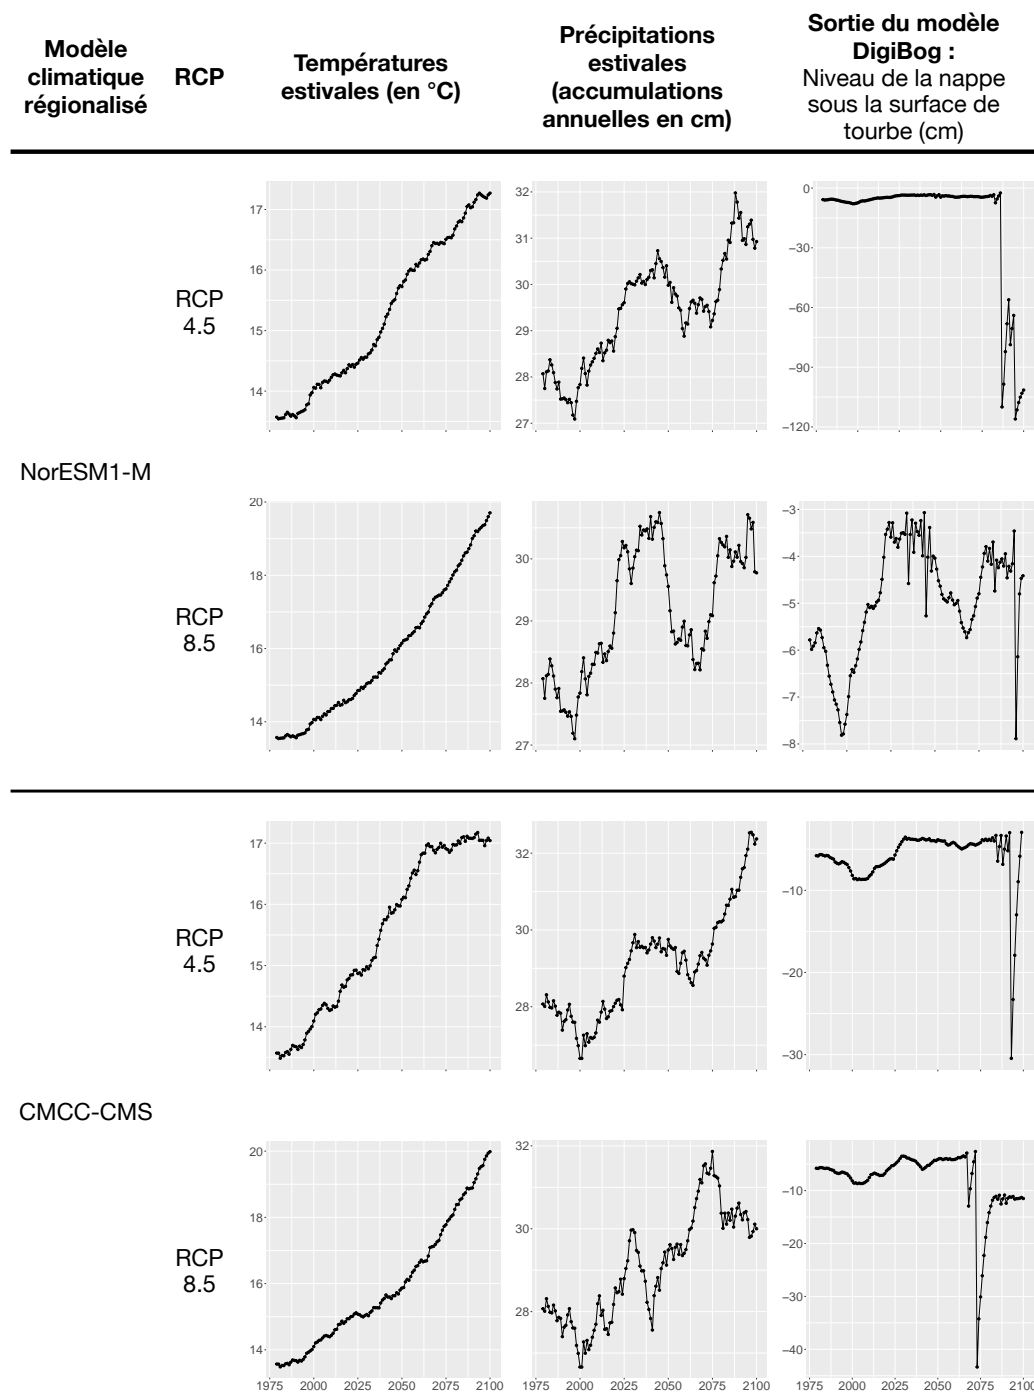 Modèle
climatique
régionalisé
RCP
Températures
estivales (en °C)
Précipitations
estivales
(accumulations
annuelles en cm)
Sortie du modèle
DigiBog :
Niveau de la nappe
sous la surface de
tourbe (cm)
NorESM1-M
RCP
4.5
17
16
15
14
32
31
30
29
28
27
0
−30
−60
−90
−120
RCP
8.5
20
18
16
14
30
29
28
27
−3
−4
−5
−6
−7
−8
CMCC-CMS
RCP
4.5
17
16
15
14
32
30
28
−10
−20
−30
RCP
8.5
20
18
16
14
1975 2000 2025 2050 2075 2100
32
30
28
1975 2000 2025 2050 2075 2100
−10
−20
−30
−40
1975 2000 2025 2050 2075 2100